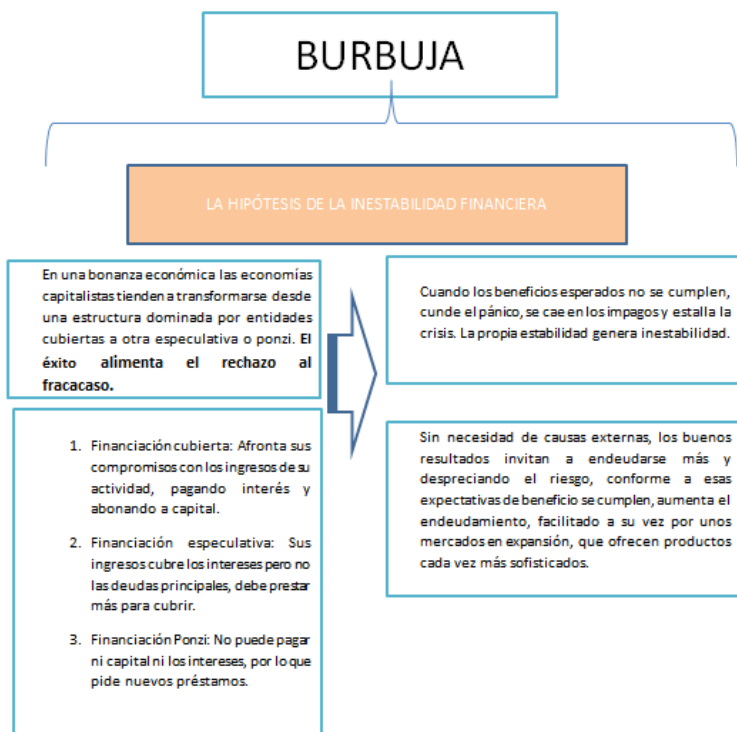 BURBUJA
LA HIPÓTESIS DE LA INESTABILIDAD FINANCIERA
En una bonanza económica las economías
capitalistas tienden a transformarse desde
una estructura dominada por entidades
cubiertas a otra especulativa o ponzi. El
éxito alimenta el rechazo al
fracacaso.
1. Financiación cubierta: Afronta sus
compromisos con los ingresos de su
actividad, pagando interés y
abonando a capital.
2. Financiación especulativa: Sus
ingresos cubre los intereses pero no
las deudas principales, debe prestar
más para cubrir.
3. Financiación Ponzi: No puede pagar
ni capital ni los intereses, por lo que
pide nuevos préstamos.
Cuando los beneficios esperados no se cumplen,
cunde el pánico, se cae en los impagos y estalla la
crisis. La propia estabilidad genera inestabilidad.
Sin necesidad de causas externas, los buenos
resultados invitan a endeudarse más y
despreciando el riesgo, conforme a esas
expectativas de beneficio se cumplen, aumenta el
endeudamiento, facilitado a su vez por unos
mercados en expansión, que ofrecen productos
cada vez más sofisticados.